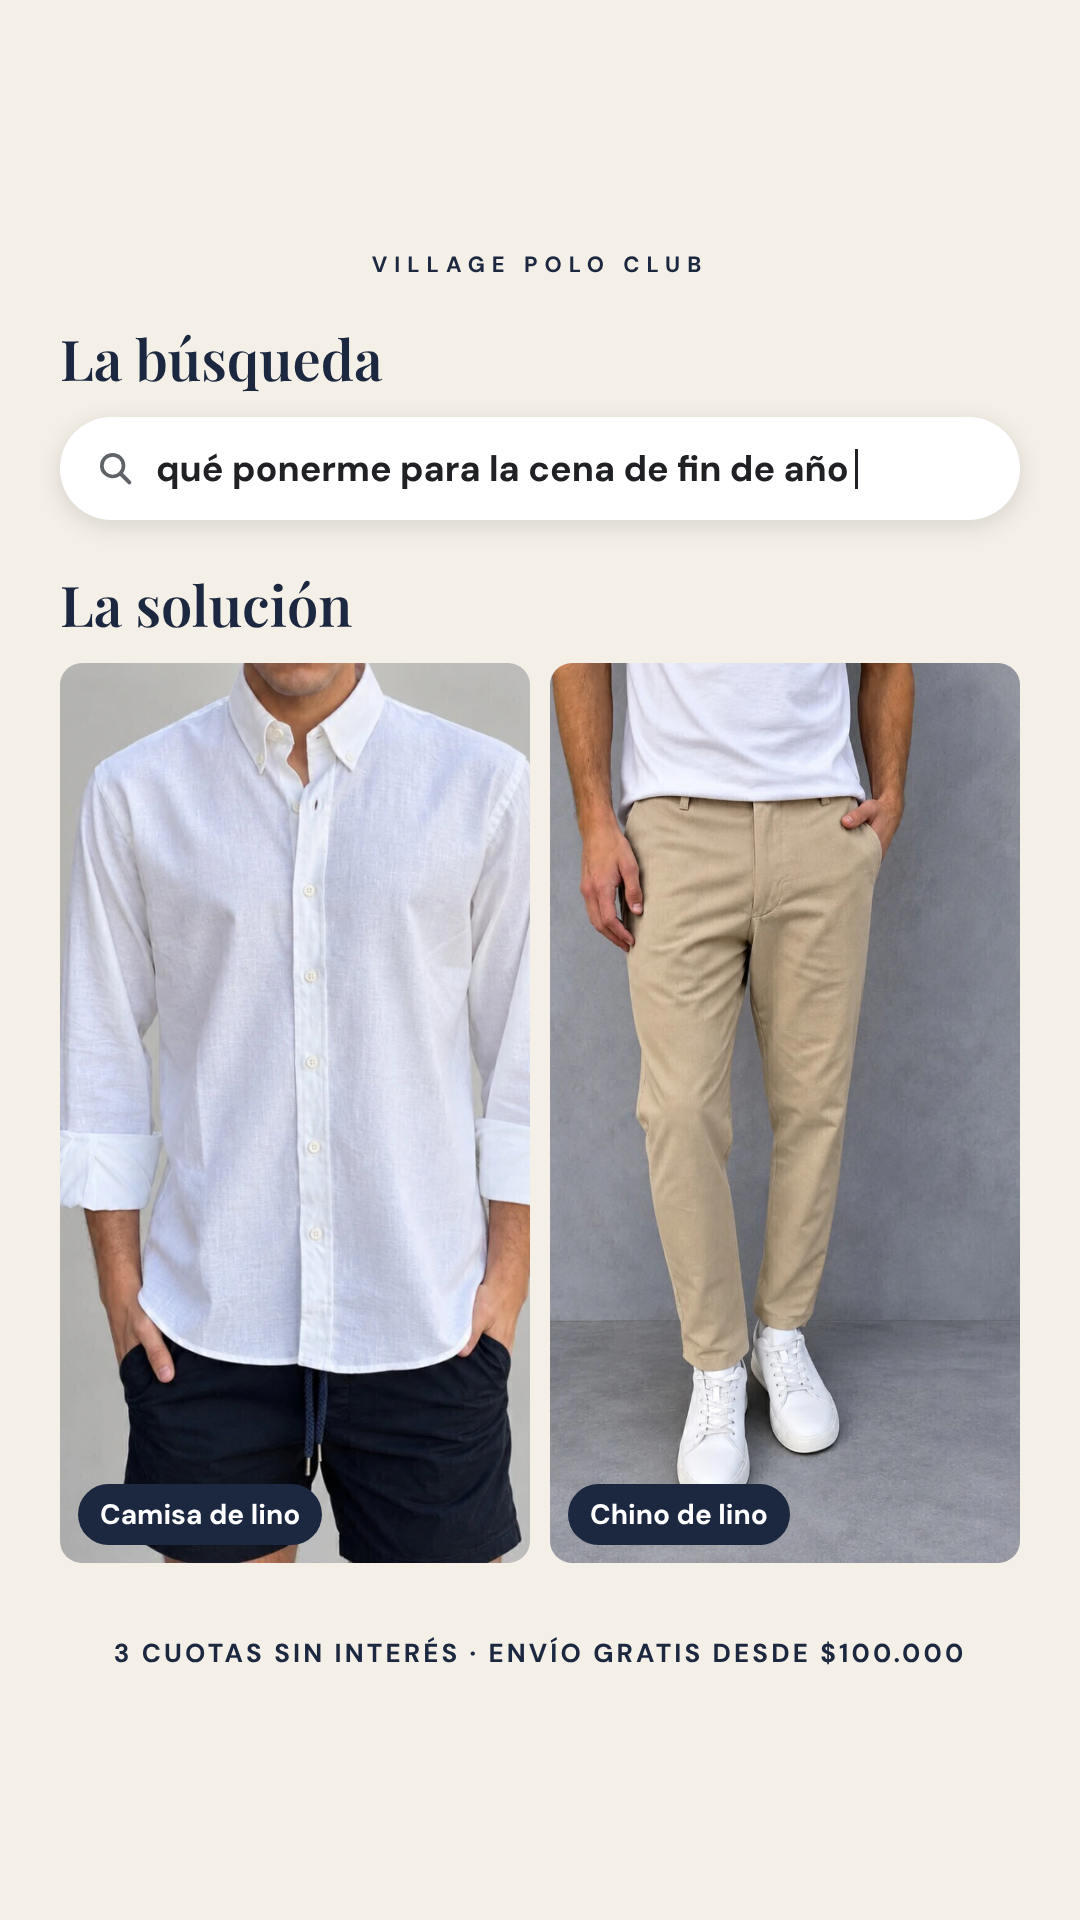 VILLAGE POLO CLUB
La búsqueda
qué ponerme para la cena de fin de año
La solución
Camisa de lino
Chino de lino
3 CUOTAS SIN INTERÉS · ENVÍO GRATIS DESDE $100.000